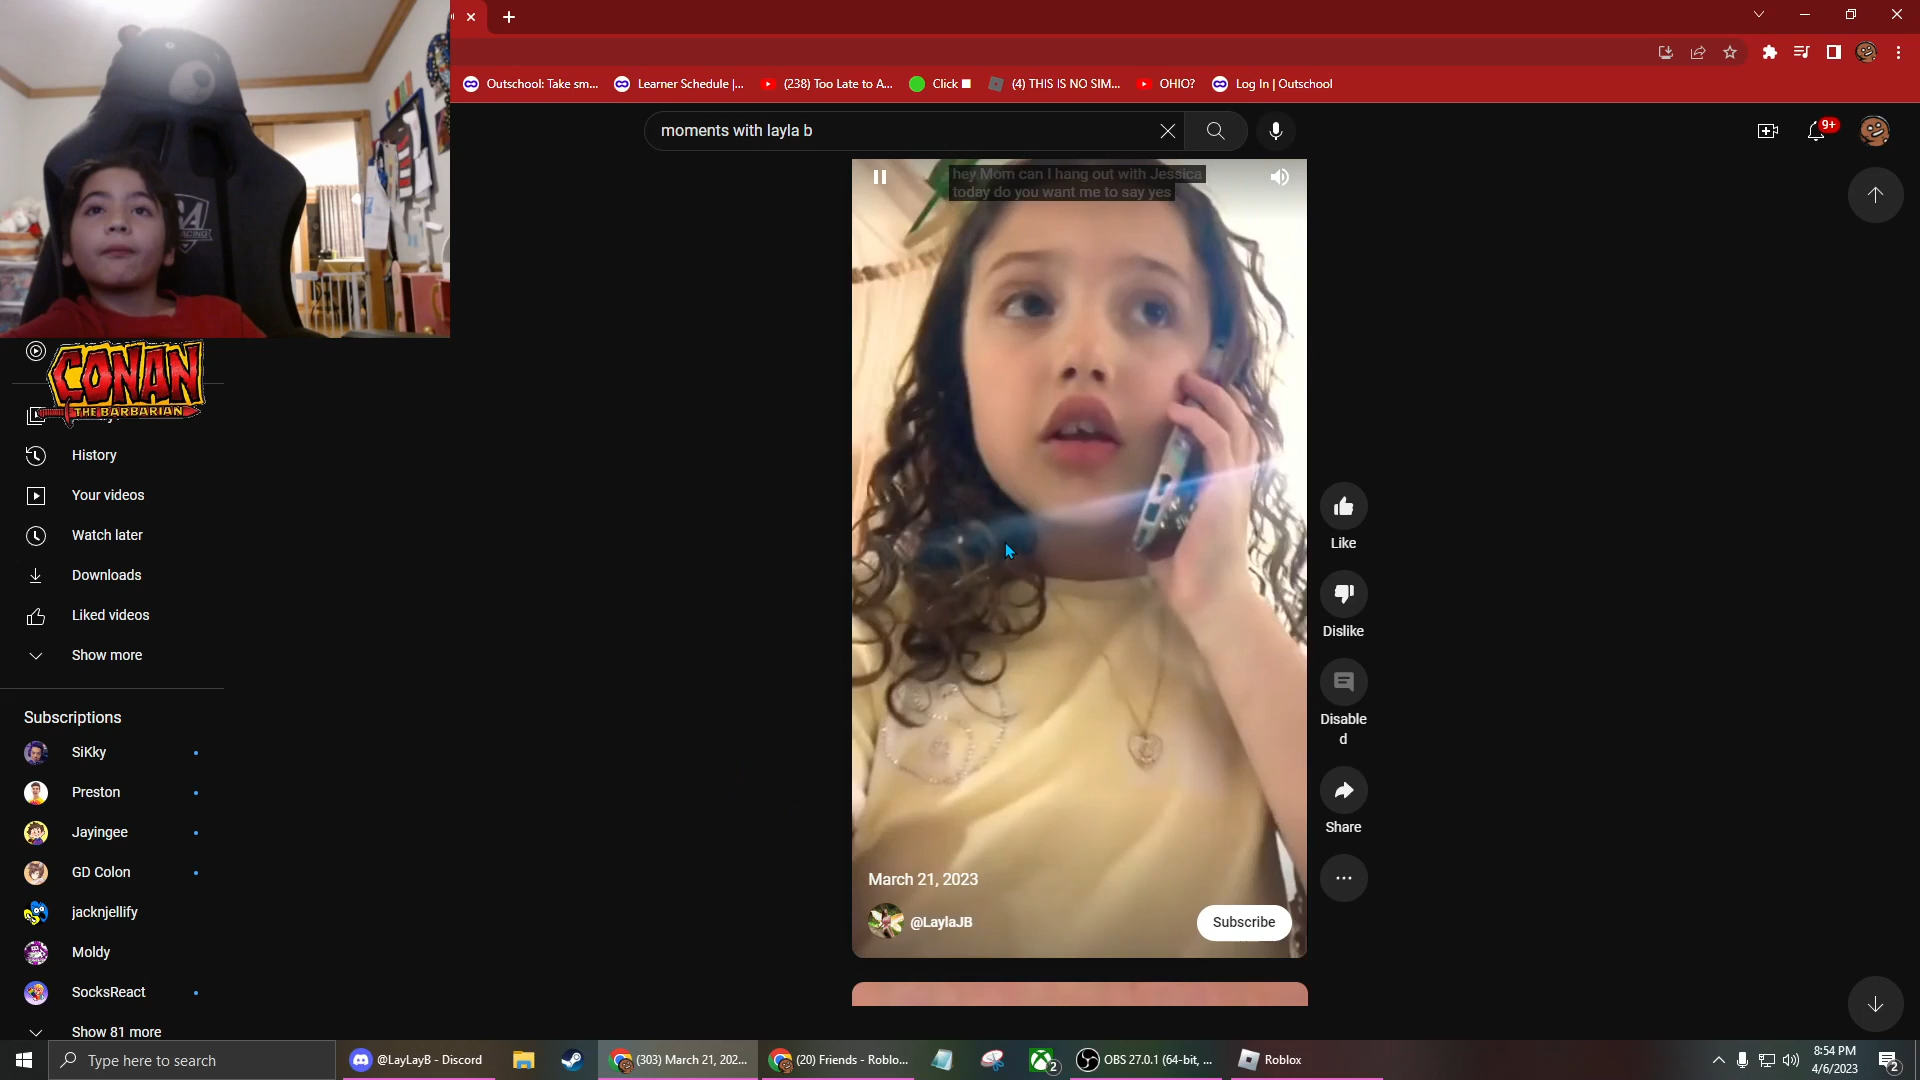 Outschool: Take sm...
Learner Schedule |...
(238) Too Late to A...
Click
(4) THIS IS NO SIM...
OHIO?
Log In | Outschool
moments with layla b
9+
hey Mom can I hang out with Jessica
today do you want me to say yes
CONAN
THE BARBARIAN
History
Your videos
Watch later
Downloads
Liked videos
Show more
Subscriptions
SiKky
Preston
Jayingee
GD Colon
jacknjellify
Moldy
SocksReact
Show 81 more
Like
Dislike
Disable
d
Share
March 21, 2023
@LaylaJB
Subscribe
Type here to search
@LayLayB - Discord
(303) March 21, 202...
(20) Friends - Roblo...
2
OBS 27.0.1 (64-bit, ...
Roblox
8:54 PM
4/6/2023
2